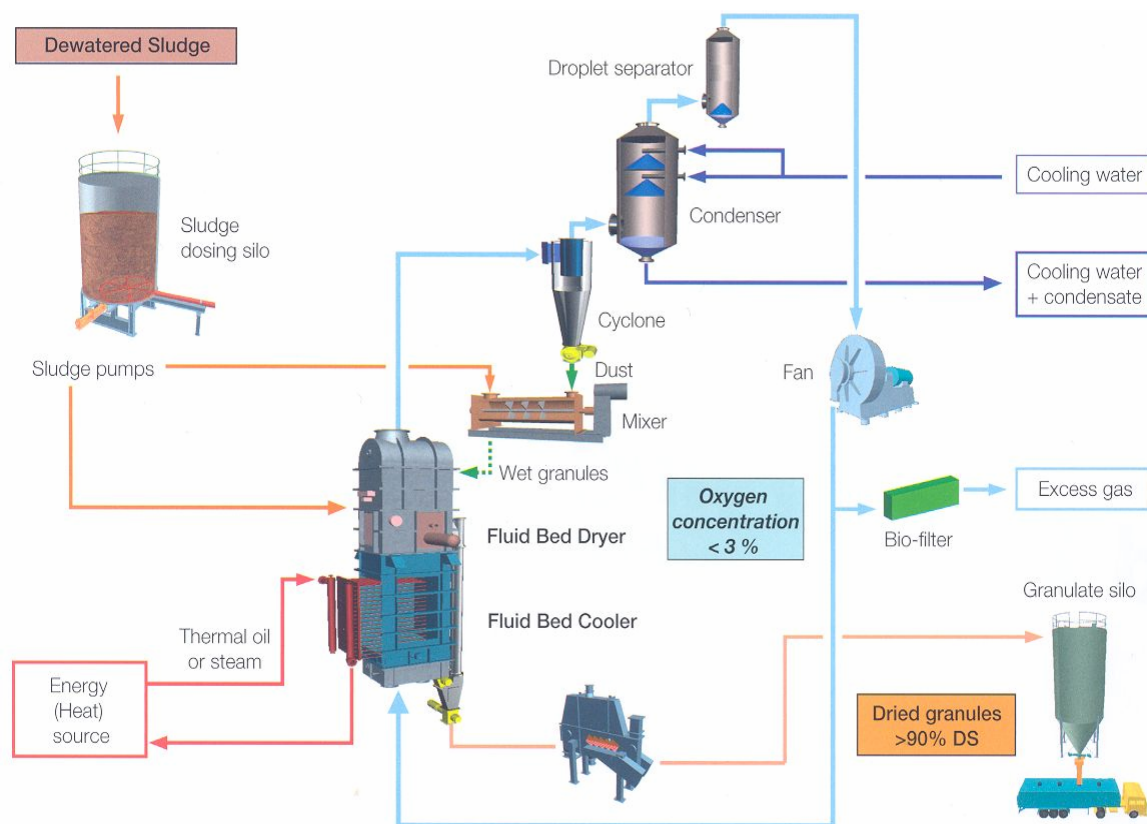 Dewatered Sludge
Droplet separator
Cooling water
Sludge
dosing silo
Condenser
Cooling water
+ condensate
Cyclone
Sludge pumps
Dust
Fan
Mixer
Wet granules
Oxygen
concentration
< 3 %
Excess gas
Fluid Bed Dryer
Bio-filter
Granulate silo
Fluid Bed Cooler
Thermal oil
or steam
Energy
(Heat)
source
Dried granules
>90% DS